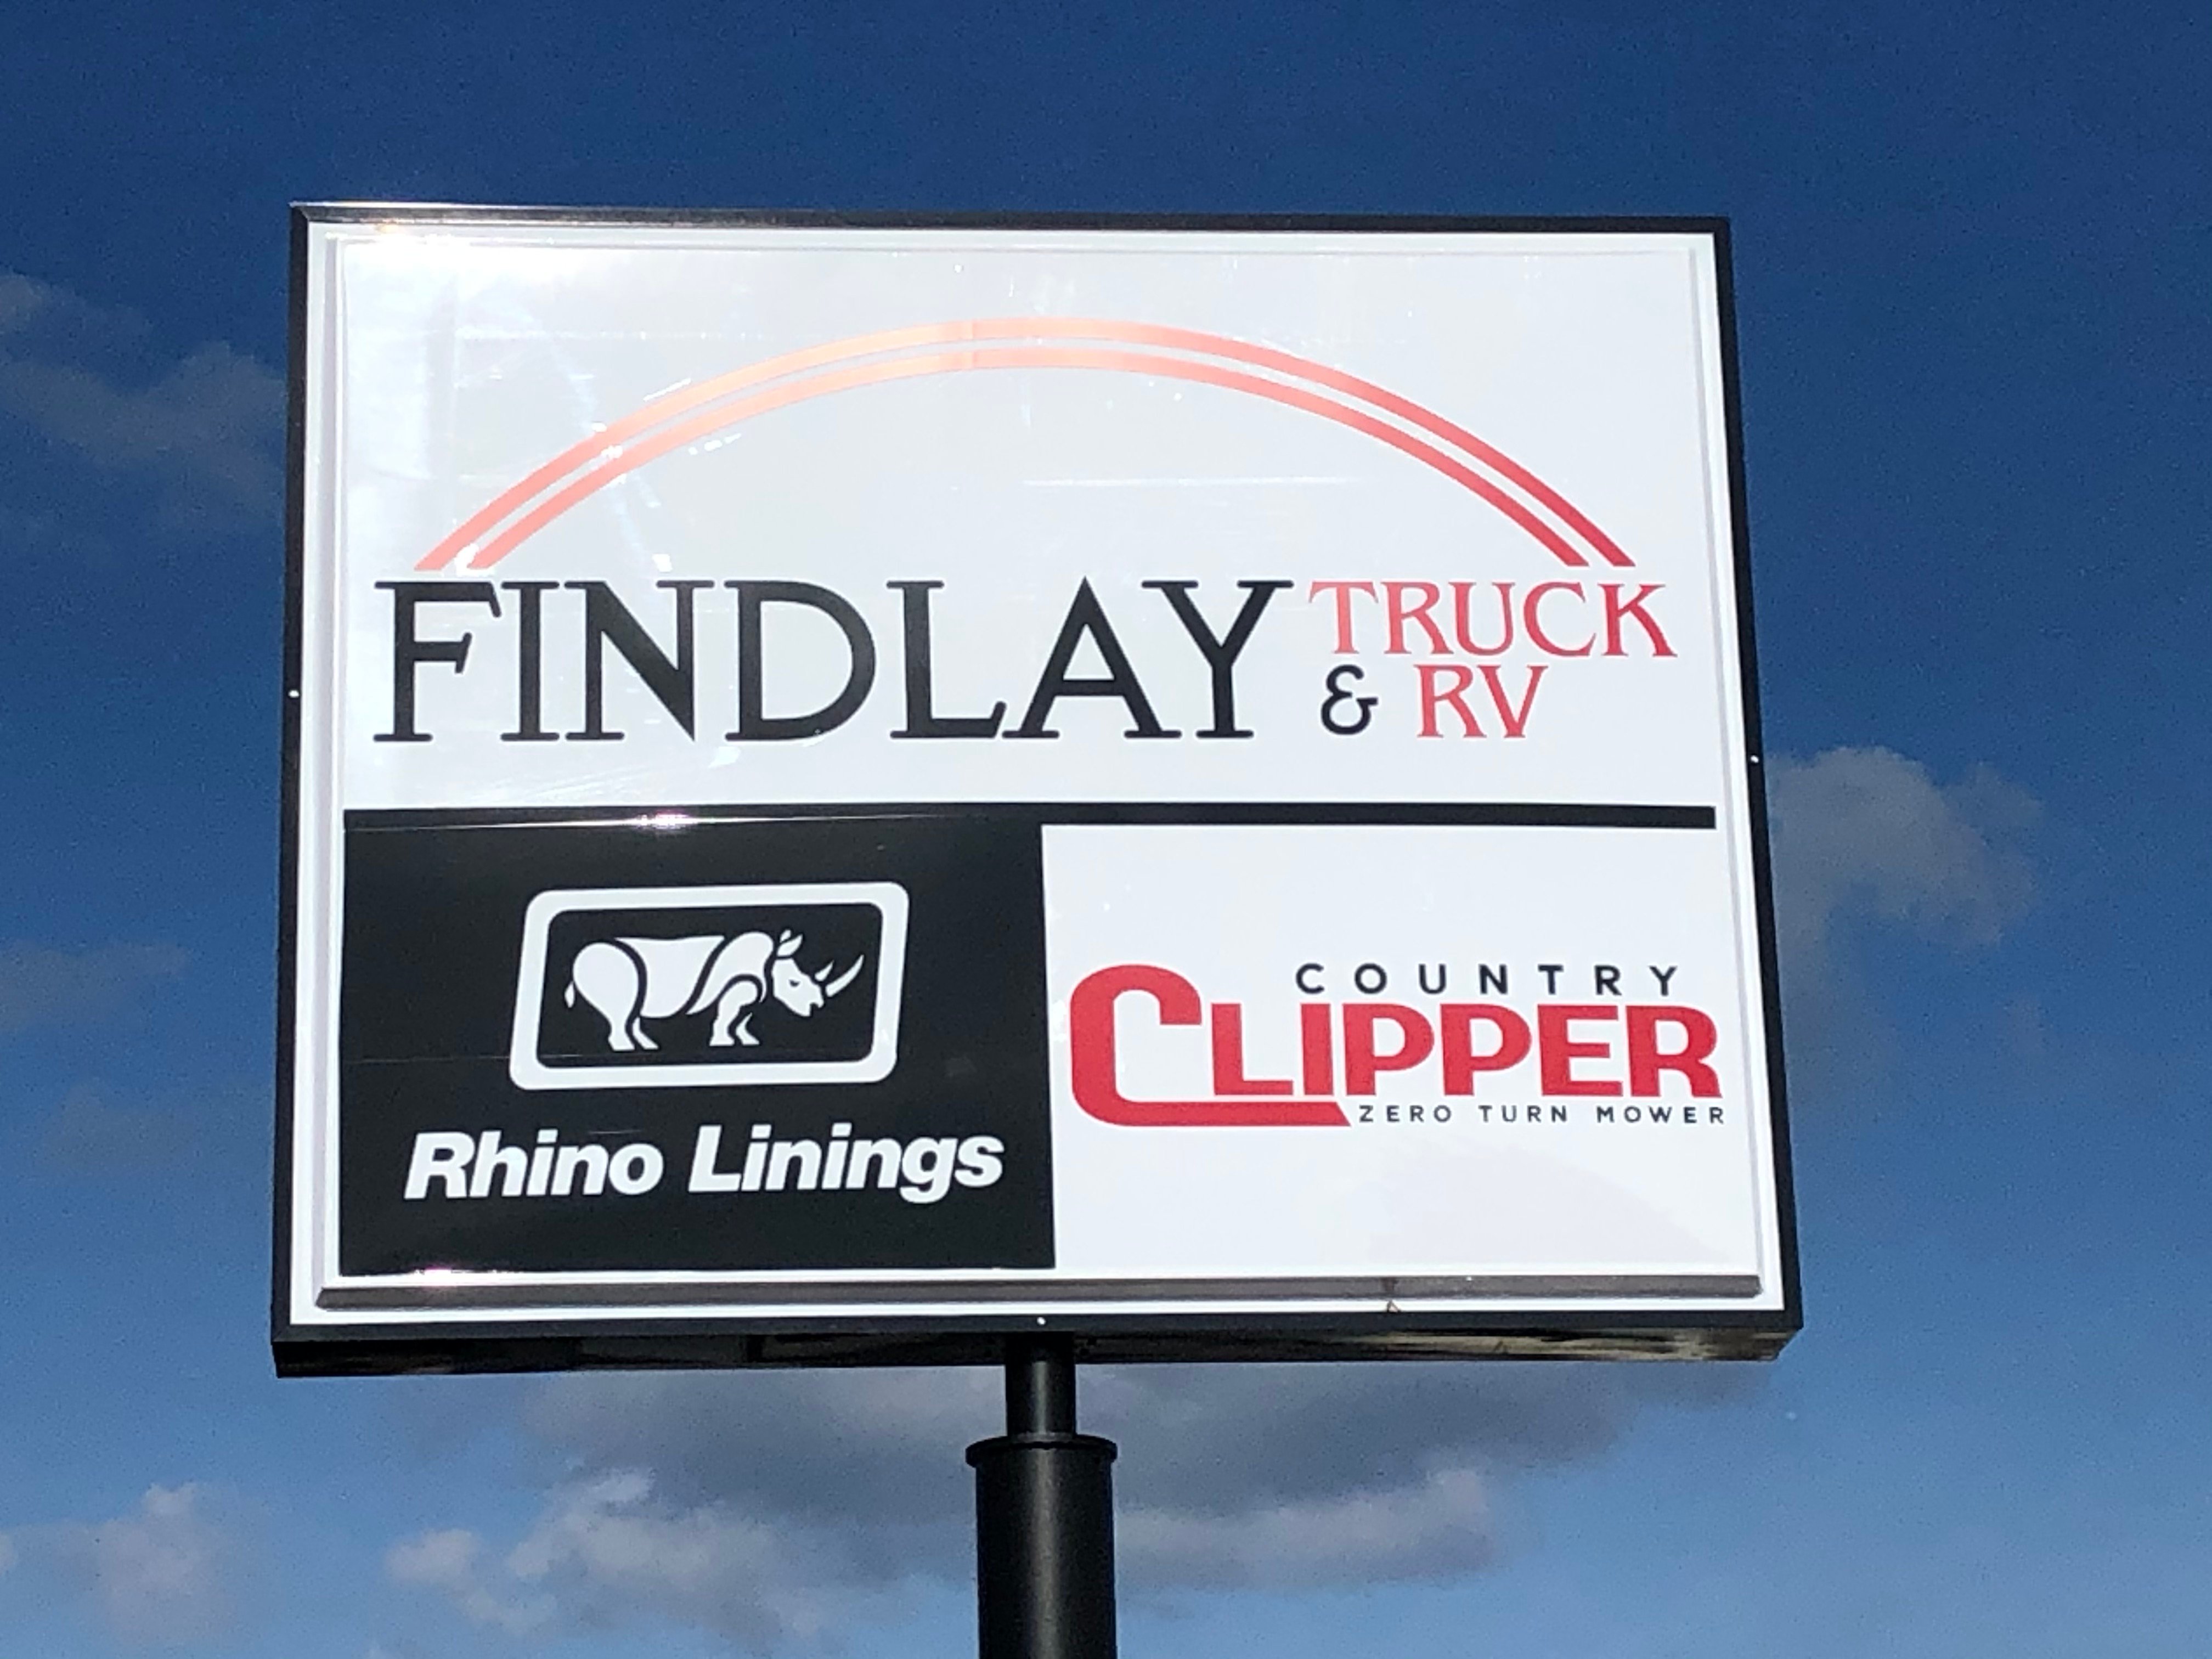 FINDLAY TRUCK
& RV
Rhino Linings
COUNTRY
CLIPPER
ZERO TURN MOWER